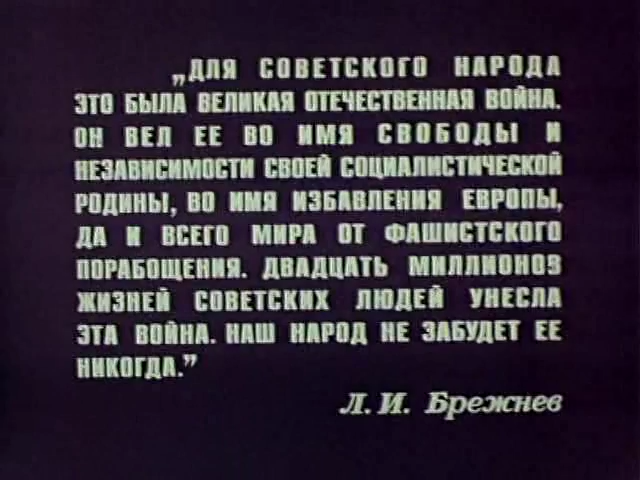 „ДЛЯ СОВЕТСКОГО НАРОДА
ЭТО БЫЛА ВЕЛИКАЯ ОТЕЧЕСТВЕННАЯ ВОЙНА.
ОН ВЕЛ ЕЕ ВО ИМЯ СВОБОДЫ И
НЕЗАВИСИМОСТИ СВОЕЙ СОЦИАЛИСТИЧЕСКОЙ
РОДИНЫ, ВО ИМЯ ИЗБАВЛЕНИЯ ЕВРОПЫ,
ДА И ВСЕГО МИРА ОТ ФАШИСТСКОГО
ПОРАБОЩЕНИЯ. ДВАДЦАТЬ МИЛЛИОНОВ
ЖИЗНЕЙ СОВЕТСКИХ ЛЮДЕЙ УНЕСЛА
ЭТА ВОЙНА. НАШ НАРОД НЕ ЗАБУДЕТ ЕЕ
НИКОГДА.”
Л. И. Брежнев